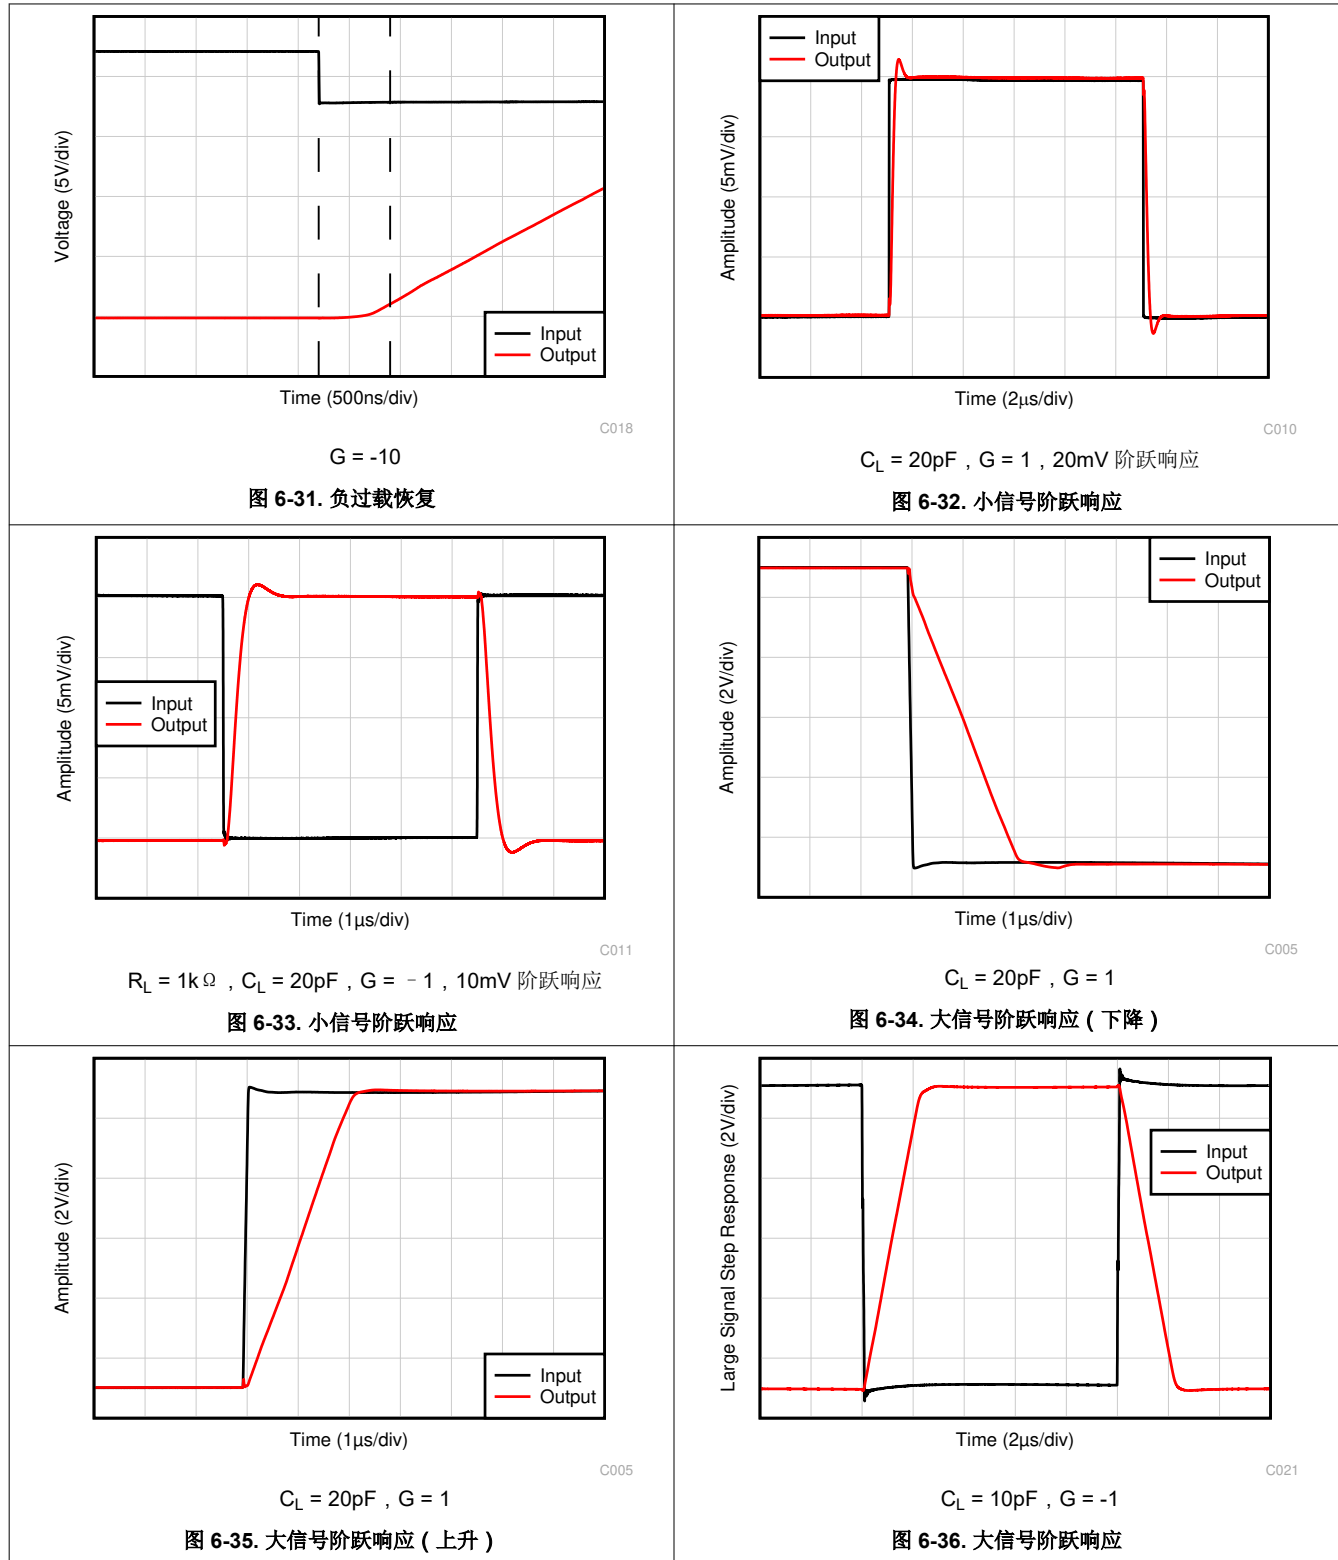 Voltage (5V/div)
Input
Output
Time (500ns/div)
C018
G = -10
图 6-31. 负过载恢复
Amplitude (5mV/div)
Input
Output
Time (2μs/div)
C010
CL = 20pF , G = 1 , 20mV 阶跃响应
图 6-32. 小信号阶跃响应
Amplitude (5mV/div)
Input
Output
Time (1μs/div)
C011
RL = 1k Ω , CL = 20pF , G = - 1 , 10mV 阶跃响应
图 6-33. 小信号阶跃响应
Amplitude (2V/div)
Input
Output
Time (1μs/div)
C005
CL = 20pF , G = 1
图 6-34. 大信号阶跃响应 ( 下降 )
Amplitude (2V/div)
Input
Output
Time (1μs/div)
C005
CL = 20pF , G = 1
图 6-35. 大信号阶跃响应 ( 上升 )
Large Signal Step Response (2V/div)
Input
Output
Time (2μs/div)
C021
CL = 10pF , G = -1
图 6-36. 大信号阶跃响应